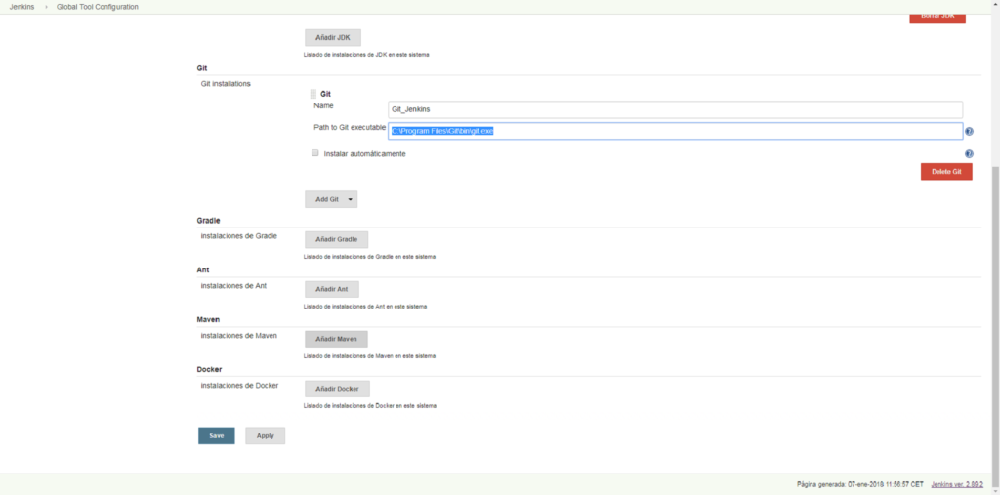 Jenkins › Global Tool Configuration
Borrar JDK
Añadir JDK
Listado de instalaciones de JDK en este sistema
Git
Git installations
Git
Name Git_Jenkins
Path to Git executable C:\Program Files\Git\bin\git.exe
Instalar automáticamente
Delete Git
Add Git
Gradle
instalaciones de Gradle Añadir Gradle
Listado de instalaciones de Gradle en este sistema
Ant
instalaciones de Ant Añadir Ant
Listado de instalaciones de Ant en este sistema
Maven
instalaciones de Maven Añadir Maven
Listado de instalaciones de Maven en este sistema
Docker
instalaciones de Docker Añadir Docker
Listado de instalaciones de Docker en este sistema
Save Apply
Página generada: 07-ene-2018 11:56:57 CET Jenkins ver. 2.89.2